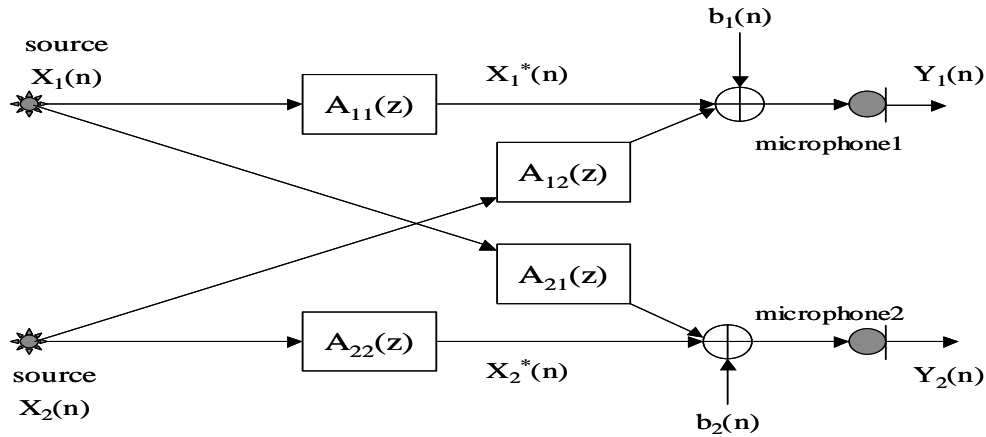 b₁(n)
source
X₁(n)
A₁₁(z)
X₁*(n)
Y₁(n)
microphone1
A₁₂(z)
A₂₁(z)
microphone2
A₂₂(z)
X₂*(n)
Y₂(n)
source
X₂(n)
b₂(n)